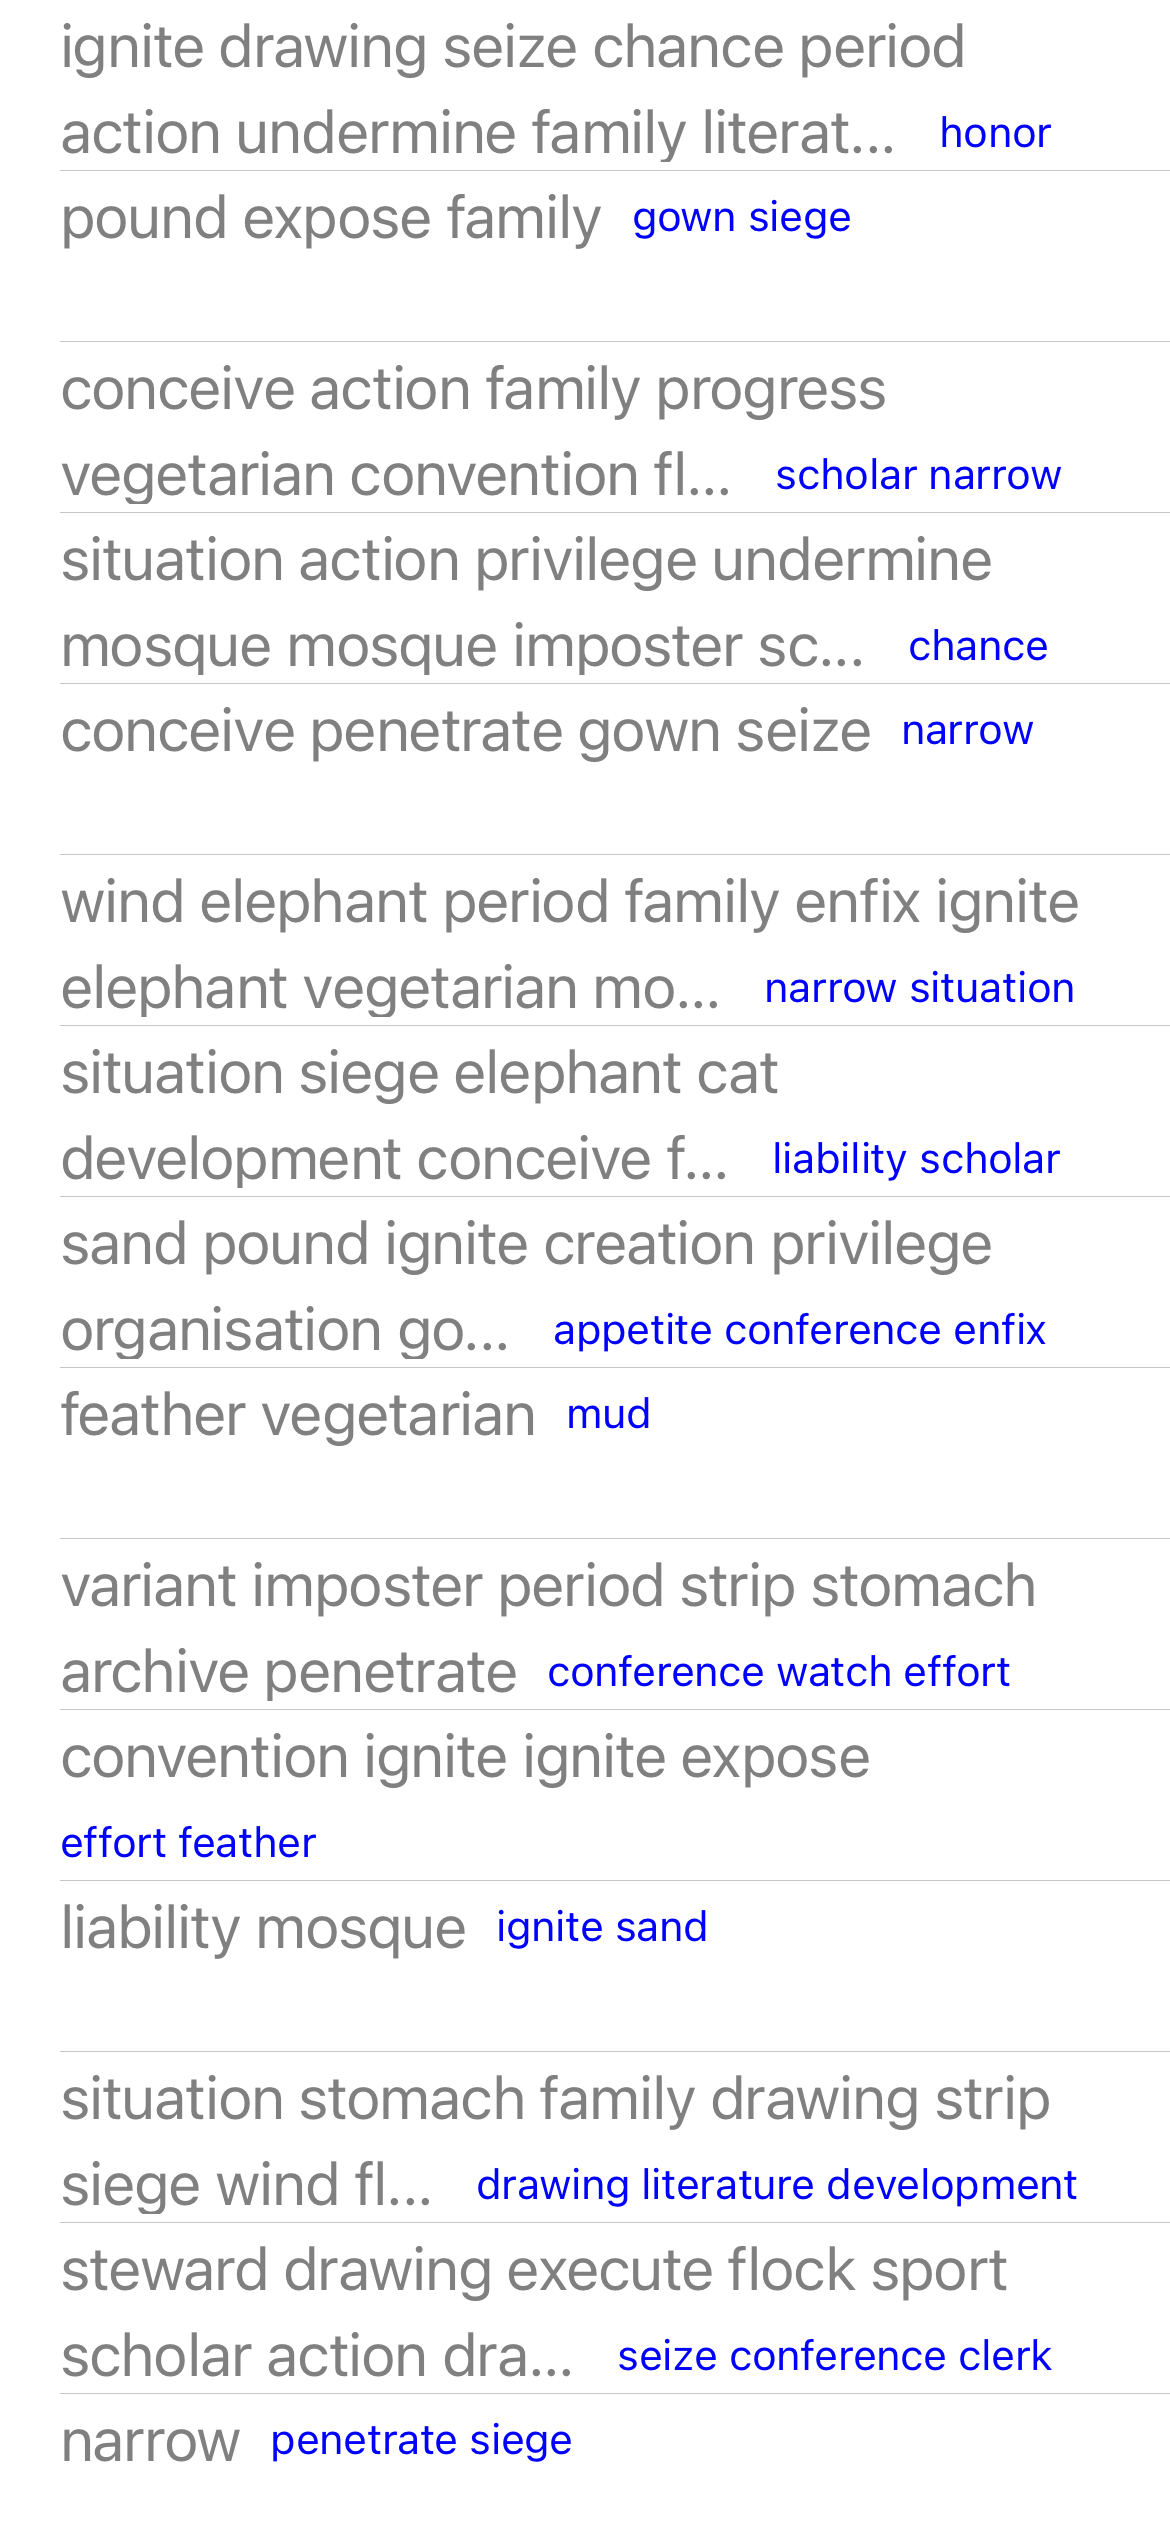 ignite drawing seize chance period
action undermine family literat... honor
pound expose family gown siege
conceive action family progress
vegetarian convention fl... scholar narrow
situation action privilege undermine
mosque mosque imposter sc... chance
conceive penetrate gown seize narrow
wind elephant period family enfix ignite
elephant vegetarian mo... narrow situation
situation siege elephant cat
development conceive f... liability scholar
sand pound ignite creation privilege
organisation go... appetite conference enfix
feather vegetarian mud
variant imposter period strip stomach
archive penetrate conference watch effort
convention ignite ignite expose
effort feather
liability mosque ignite sand
situation stomach family drawing strip
siege wind fl... drawing literature development
steward drawing execute flock sport
scholar action dra... seize conference clerk
narrow penetrate siege